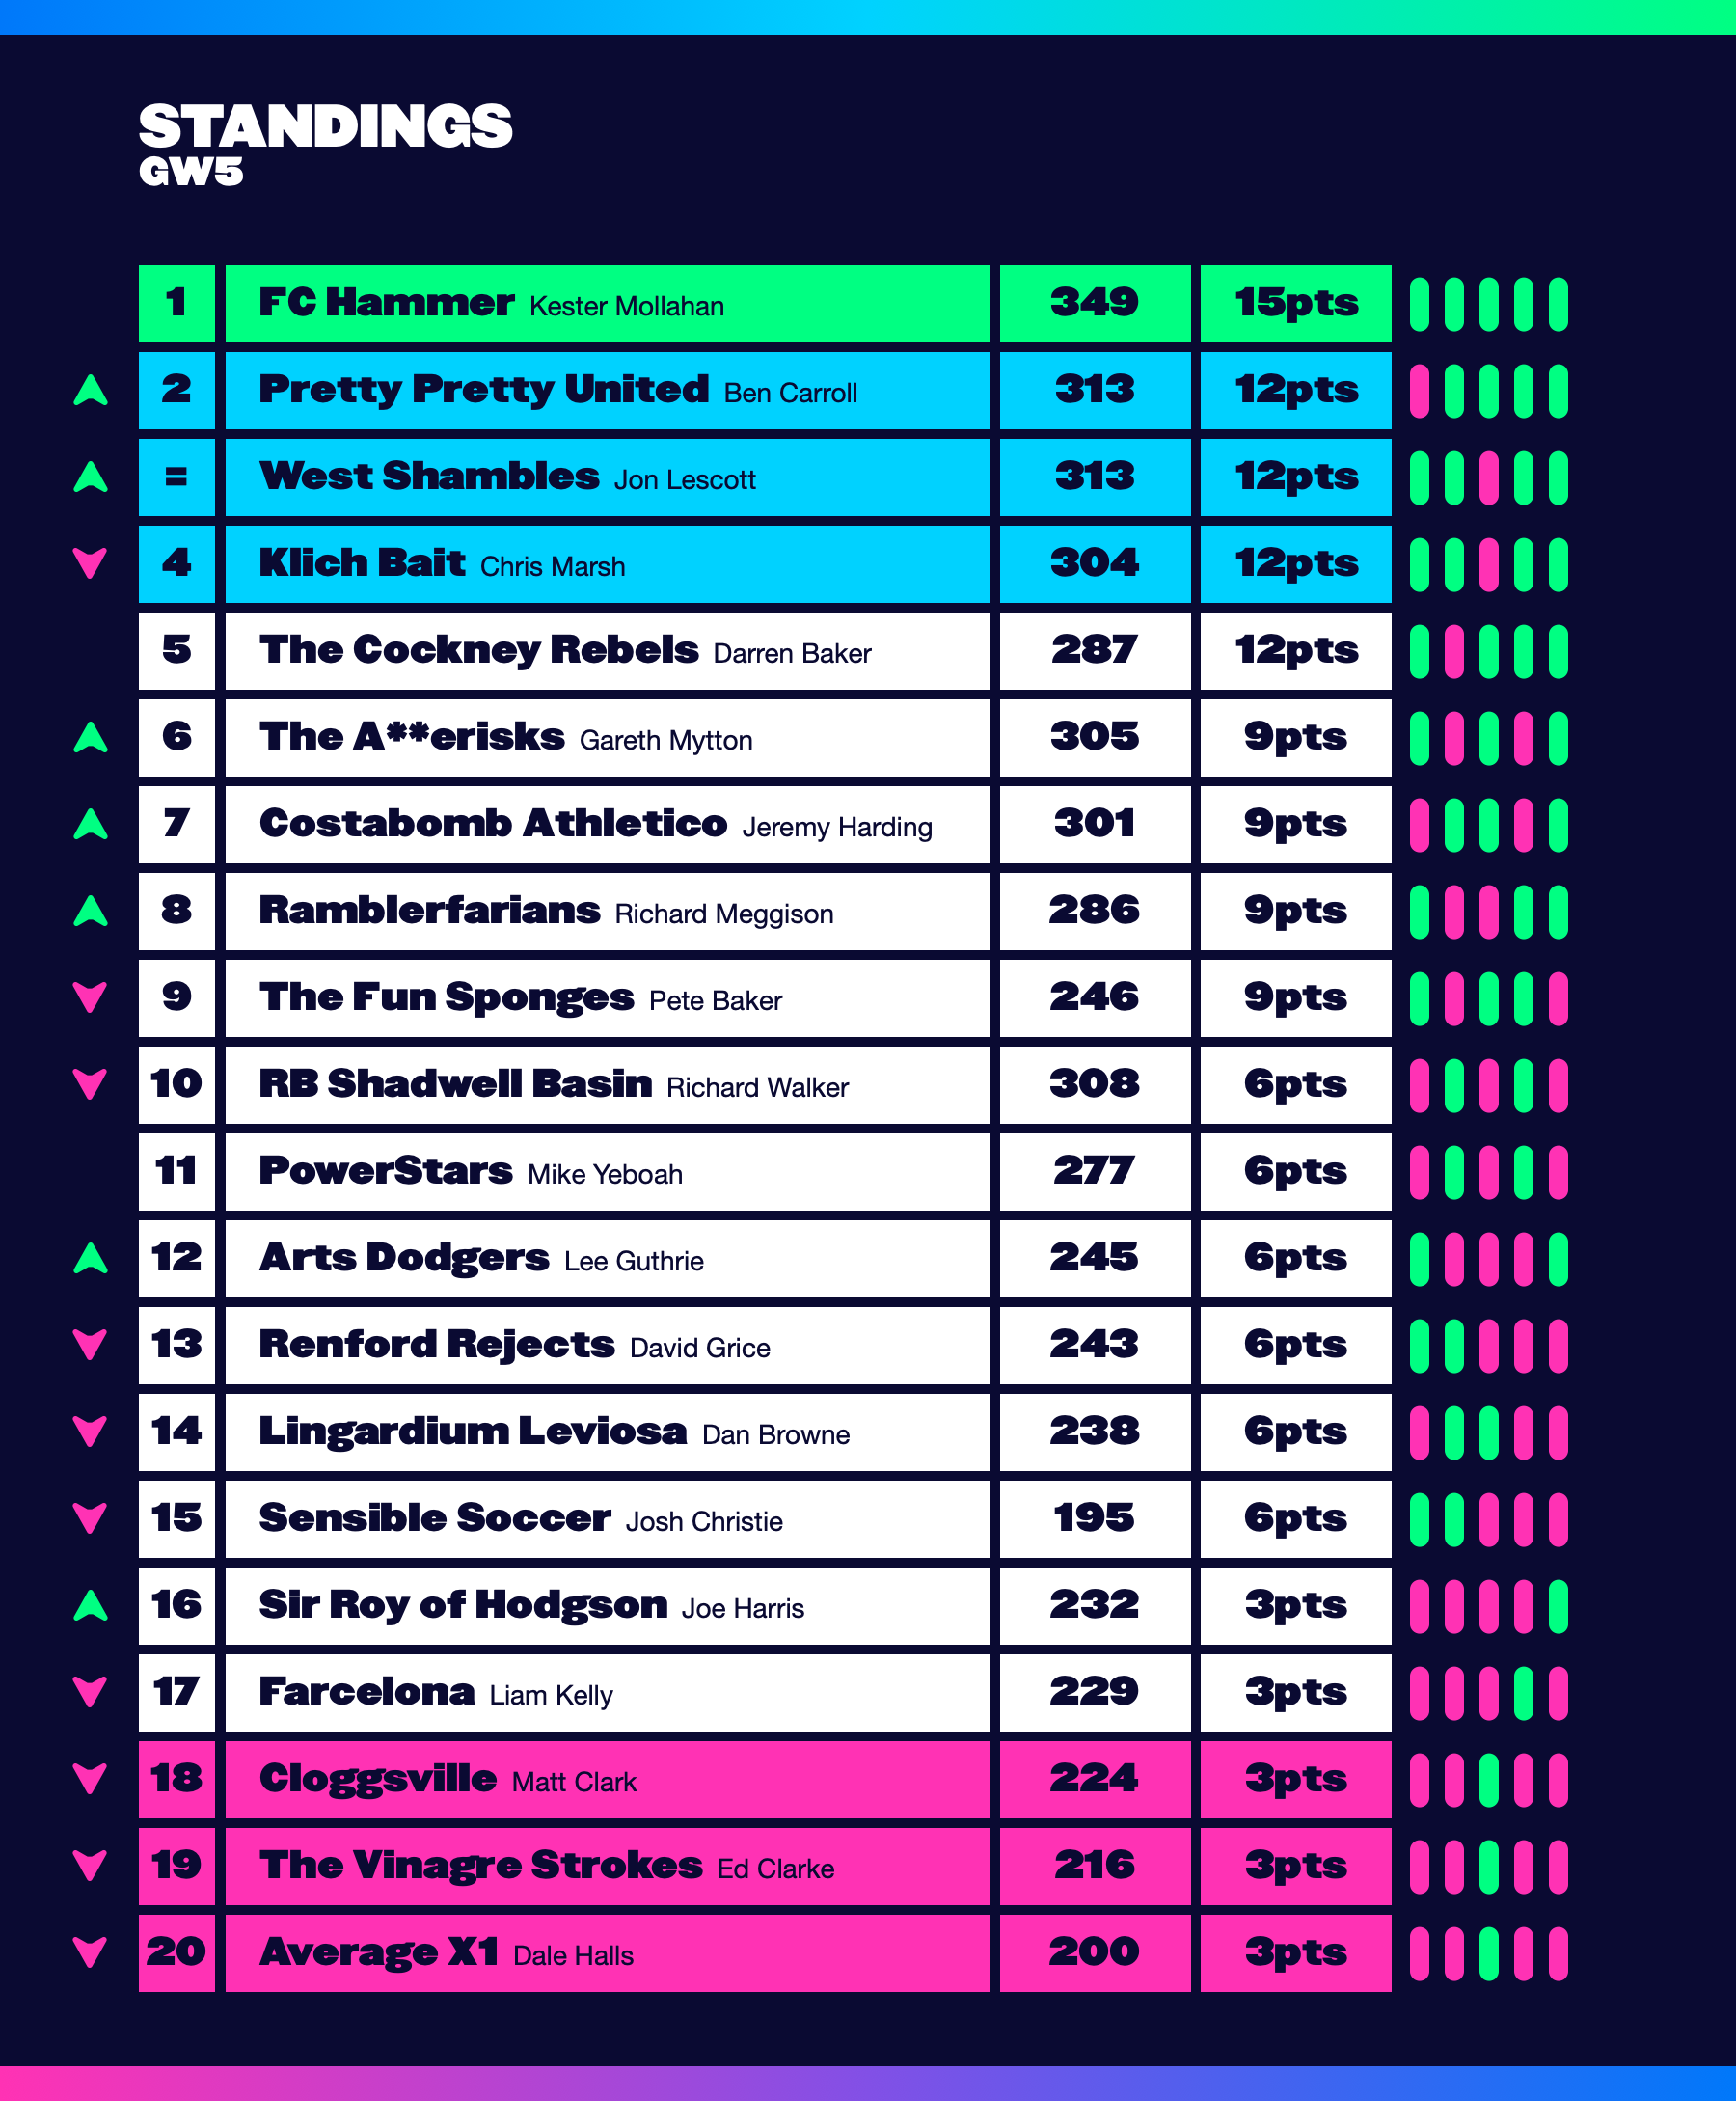 STANDINGS
GW5
1 FC Hammer Kester Mollahan 349 15pts
2 Pretty Pretty United Ben Carroll 313 12pts
= West Shambles Jon Lescott 313 12pts
4 Klich Bait Chris Marsh 304 12pts
5 The Cockney Rebels Darren Baker 287 12pts
6 The A**erisks Gareth Mytton 305 9pts
7 Costabomb Athletico Jeremy Harding 301 9pts
8 Ramblerfarians Richard Meggison 286 9pts
9 The Fun Sponges Pete Baker 246 9pts
10 RB Shadwell Basin Richard Walker 308 6pts
11 PowerStars Mike Yeboah 277 6pts
12 Arts Dodgers Lee Guthrie 245 6pts
13 Renford Rejects David Grice 243 6pts
14 Lingardium Leviosa Dan Browne 238 6pts
15 Sensible Soccer Josh Christie 195 6pts
16 Sir Roy of Hodgson Joe Harris 232 3pts
17 Farcelona Liam Kelly 229 3pts
18 Cloggsville Matt Clark 224 3pts
19 The Vinagre Strokes Ed Clarke 216 3pts
20 Average X1 Dale Halls 200 3pts